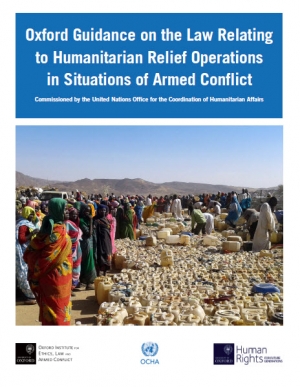 Oxford Guidance on the Law Relating
to Humanitarian Relief Operations
in Situations of Armed Conflict
Commissioned by the United Nations Office for the Coordination of Humanitarian Affairs
Oxford Institute for
Ethics, Law and
Armed Conflict
OCHA
Human
Rights